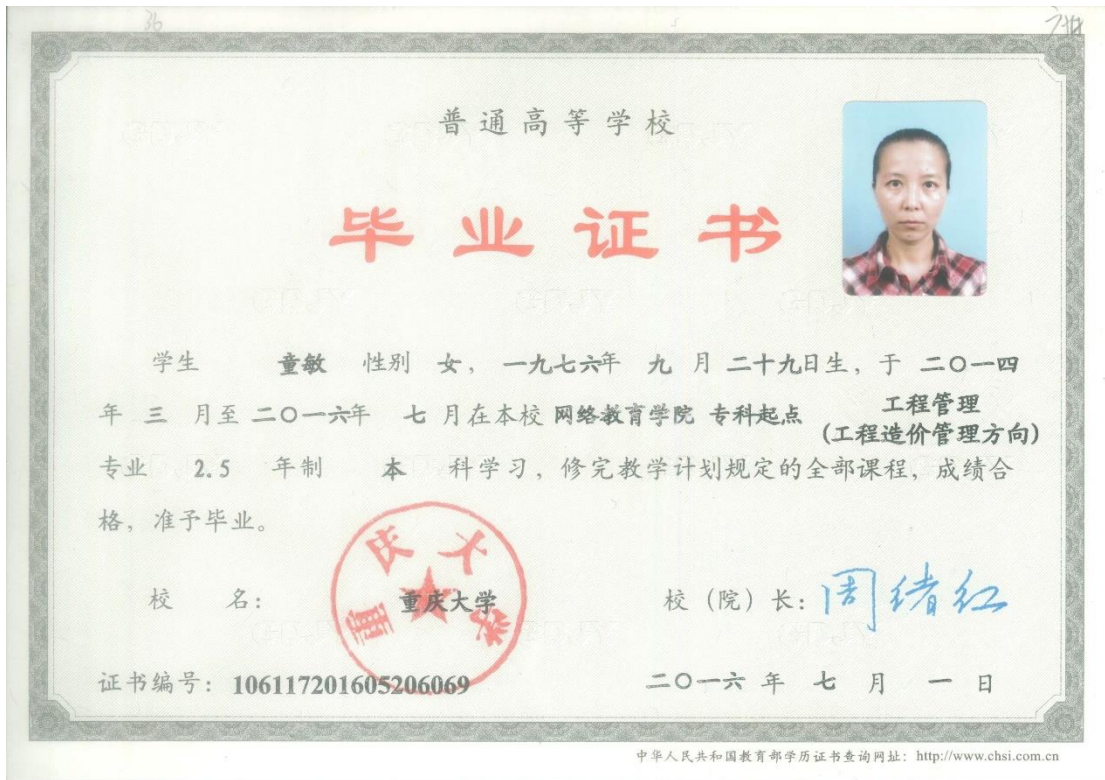 36
普通高等学校
毕业证书
学生 童敏 性别 女，一九七六年 九 月 二十九日生，于 二〇一四
年 三 月至 二〇一六年 七 月在本校 网络教育学院 专科起点 工程管理
(工程造价管理方向)
专业 2.5 年制 本 科学习，修完教学计划规定的全部课程，成绩合
格，准予毕业。
重庆大学
校 名： 重庆大学 校（院）长：周绪红
证书编号：106117201605206069 二〇一六 年 七 月 一 日
中华人民共和国教育部学历证书查询网址：http://www.chsi.com.cn